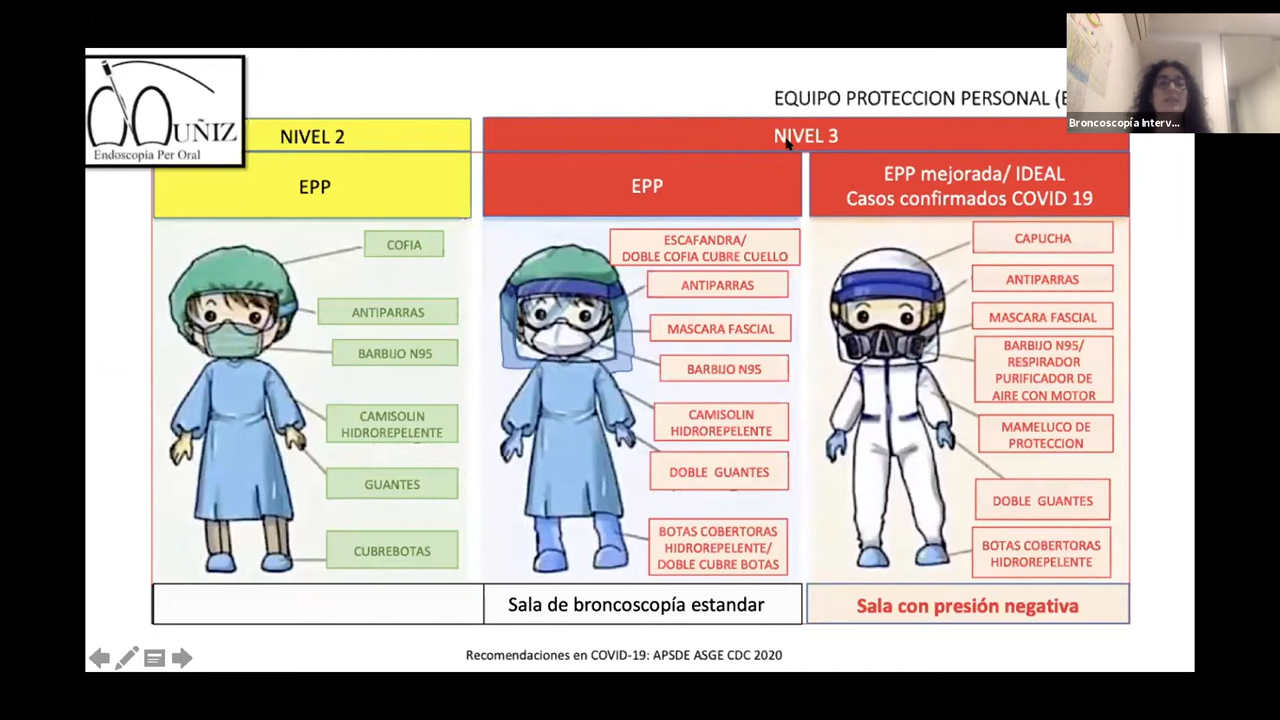 EQUIPO PROTECCION PERSONAL (E
Broncoscopía Interv...
UÑIZ
Endoscopia Per Oral
NIVEL 2
NIVEL 3
EPP
EPP
EPP mejorada/ IDEAL
Casos confirmados COVID 19
COFIA
ANTIPARRAS
BARBIJO N95
CAMISOLIN
HIDROREPELENTE
GUANTES
CUBREBOTAS
ESCAFANDRA/
DOBLE COFIA CUBRE CUELLO
ANTIPARRAS
MASCARA FASCIAL
BARBIJO N95
CAMISOLIN
HIDROREPELENTE
DOBLE GUANTES
BOTAS COBERTORAS
HIDROREPELENTE/
DOBLE CUBRE BOTAS
CAPUCHA
ANTIPARRAS
MASCARA FASCIAL
BARBIJO N95/
RESPIRADOR
PURIFICADOR DE
AIRE CON MOTOR
MAMELUCO DE
PROTECCION
DOBLE GUANTES
BOTAS COBERTORAS
HIDROREPELENTE
Sala de broncoscopía estandar
Sala con presión negativa
Recomendaciones en COVID-19: APSDE ASGE CDC 2020